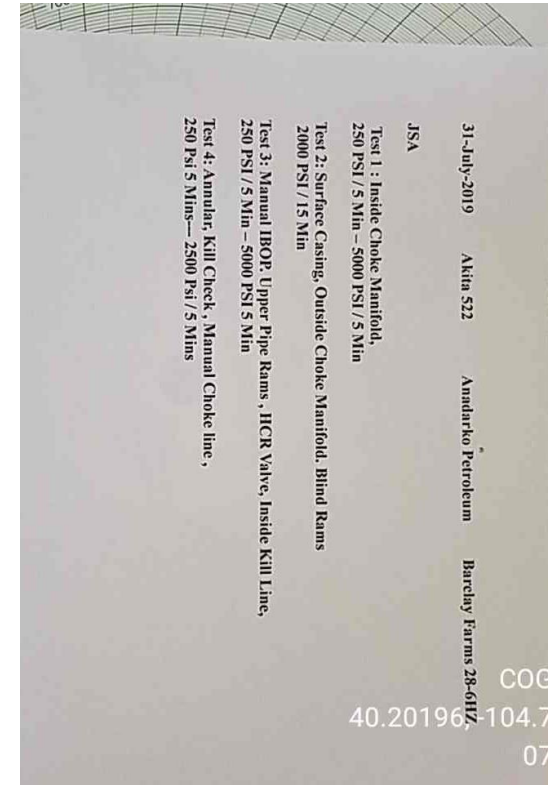 31-July-2019 Akita 522 Anadarko Petroleum Barclay Farms 28-6HZ
JSA
Test 1 : Inside Choke Manifold,
250 PSI / 5 Min – 5000 PSI / 5 Min
Test 2: Surface Casing, Outside Choke Manifold. Blind Rams
2000 PSI / 15 Min
Test 3: Manual IBOP. Upper Pipe Rams , HCR Valve, Inside Kill Line,
250 PSI / 5 Min – 5000 PSI 5 Min
Test 4: Annular, Kill Check , Manual Choke line ,
250 Psi 5 Mins---- 2500 Psi / 5 Mins
COG
40.20196, -104.7
07